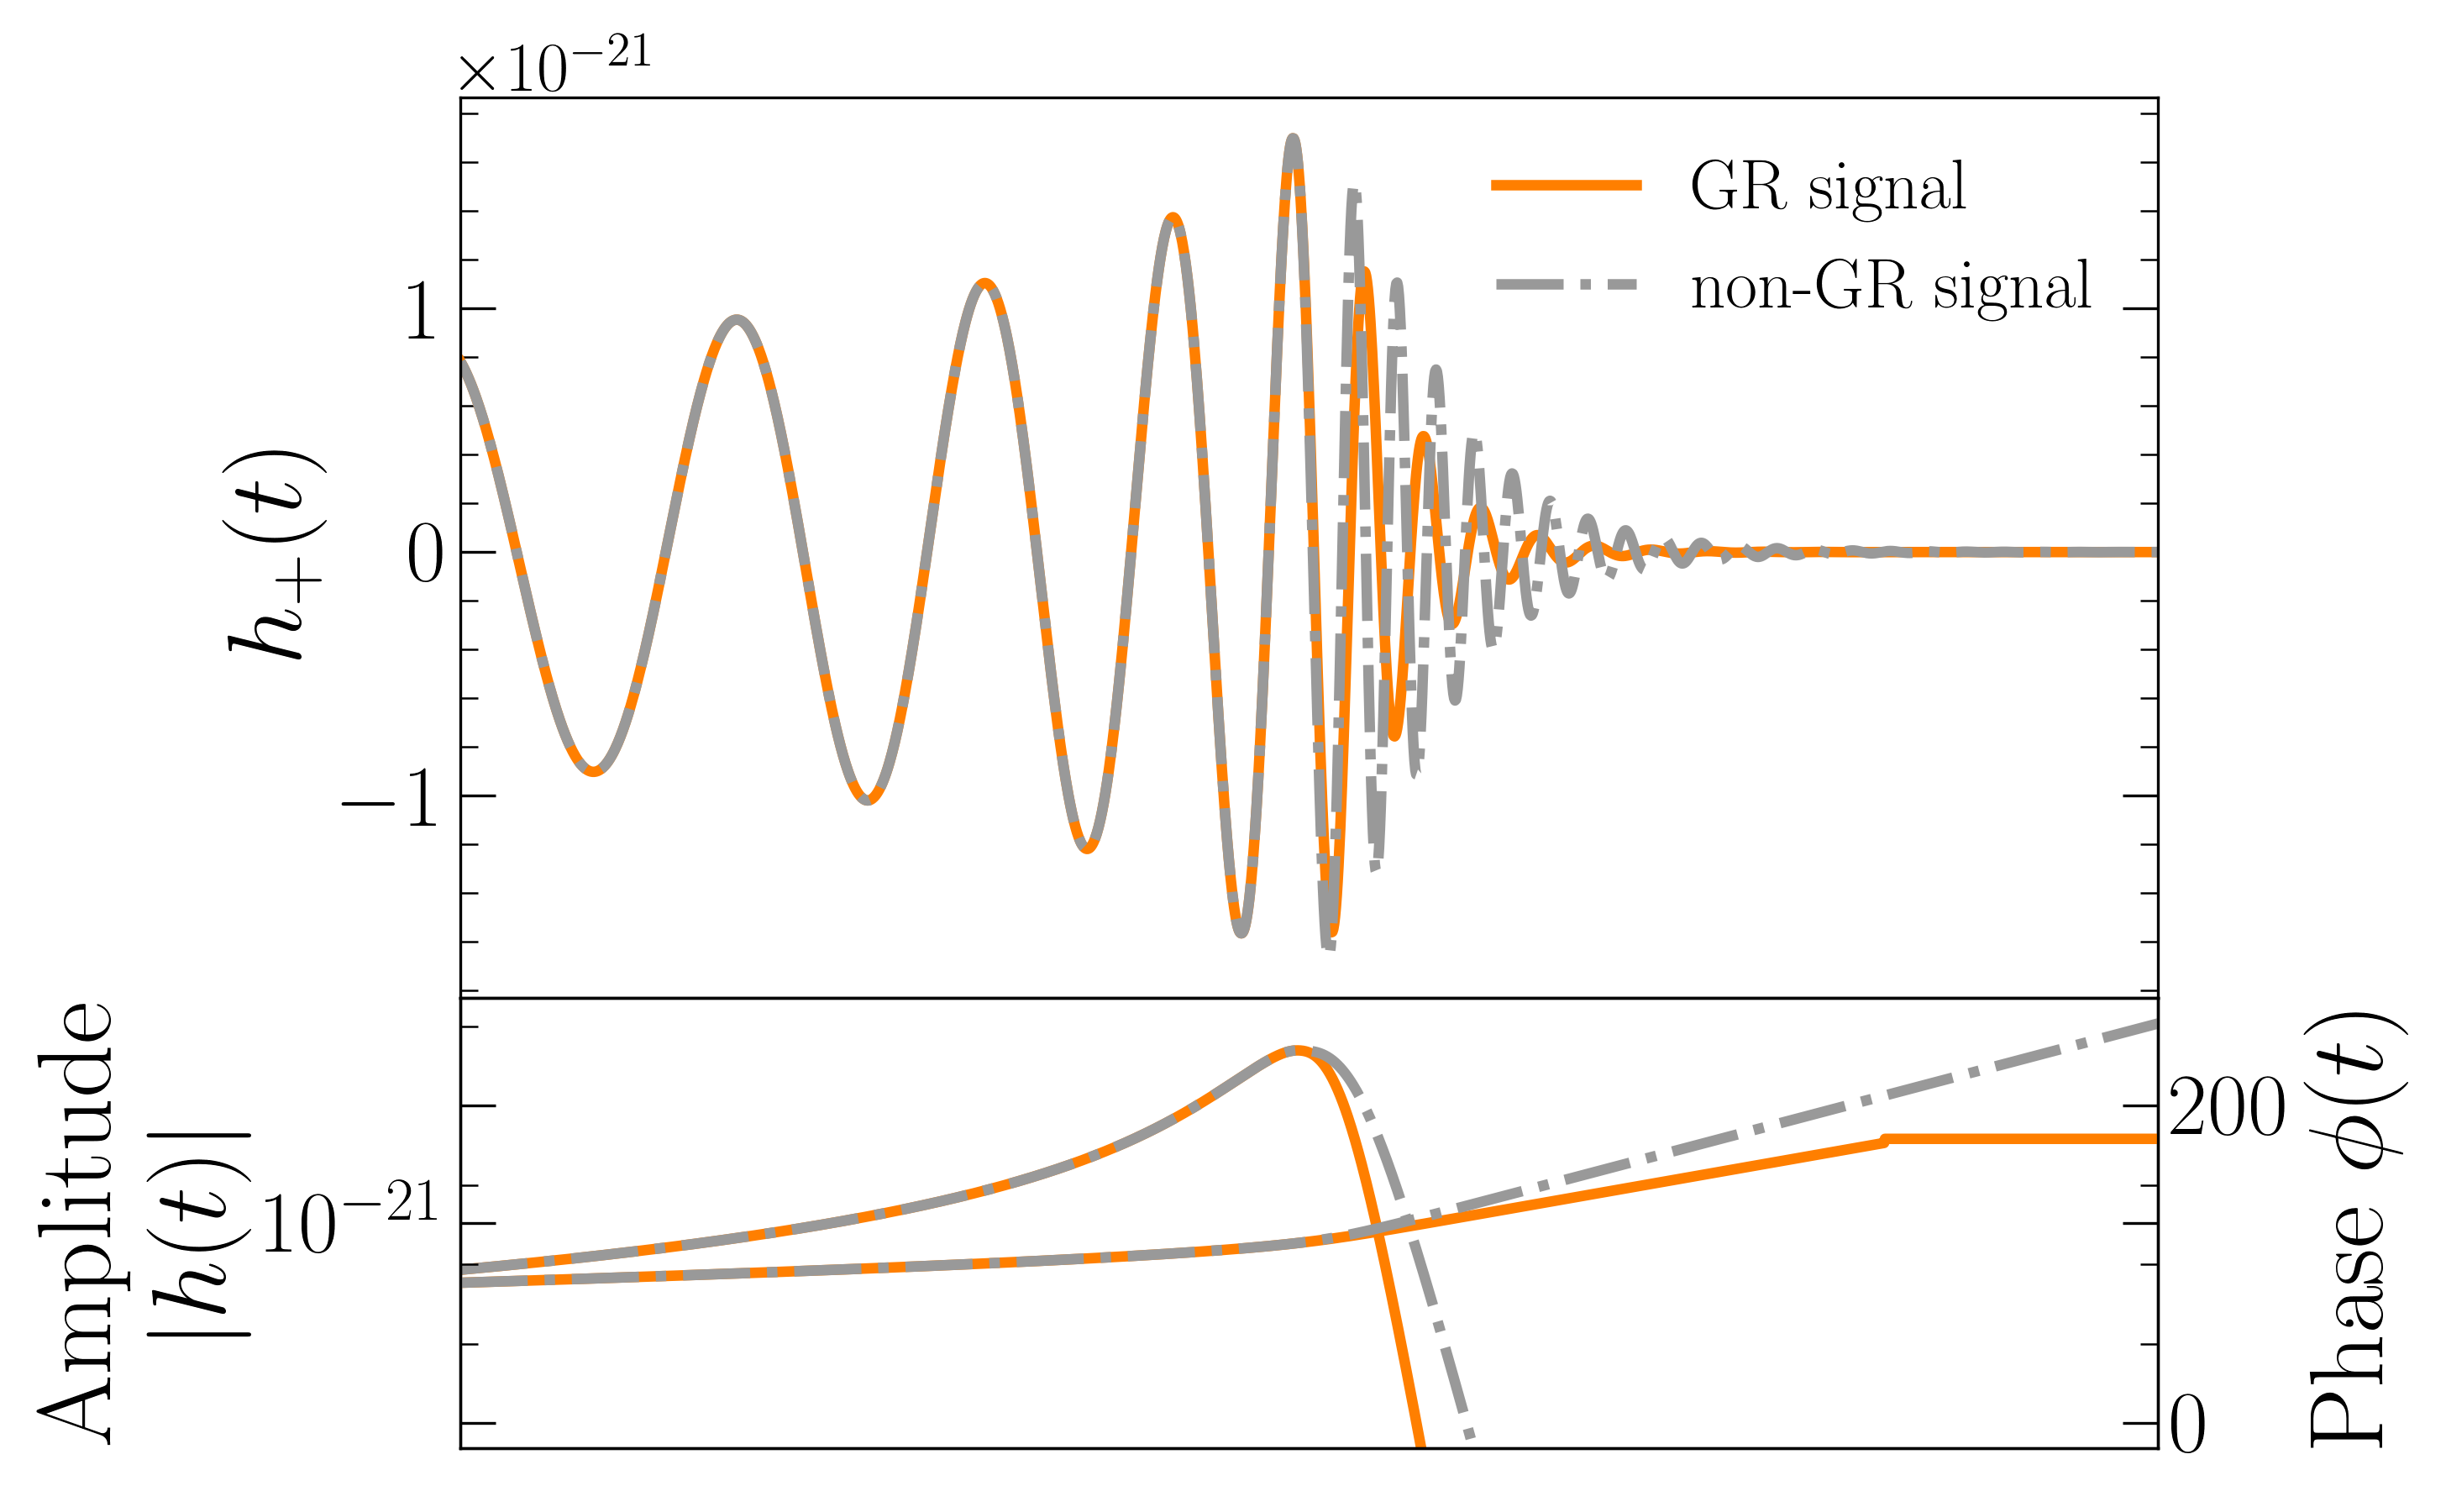 ×10⁻²¹
GR signal
non-GR signal
1
0
−1
h₊(t)
Amplitude
|h(t)|
10⁻²¹
200
0
Phase ϕ(t)